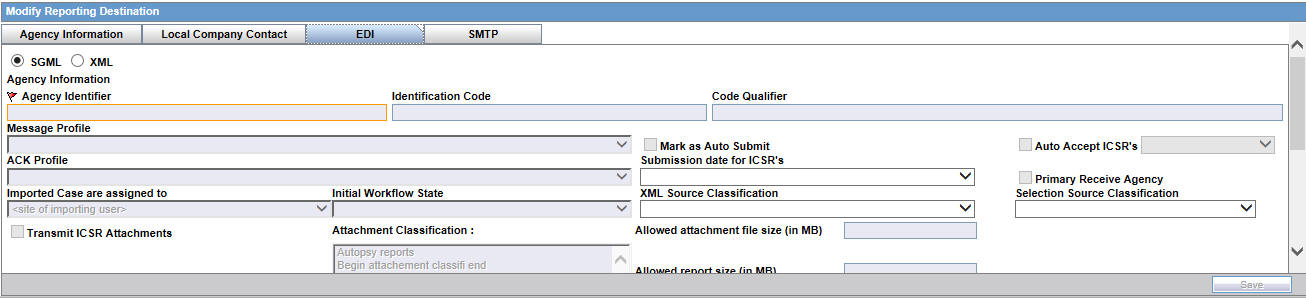 Modify Reporting Destination
Agency Information Local Company Contact EDI SMTP
SGML XML
Agency Information
Agency Identifier Identification Code Code Qualifier
Message Profile
Mark as Auto Submit Auto Accept ICSR's
ACK Profile Submission date for ICSR's
Primary Receive Agency
Imported Case are assigned to Initial Workflow State XML Source Classification Selection Source Classification
<site of importing user>
Transmit ICSR Attachments Attachment Classification : Allowed attachment file size (in MB)
Autopsy reports
Begin attachement classifi end
Allowed report size (in MB)
Save